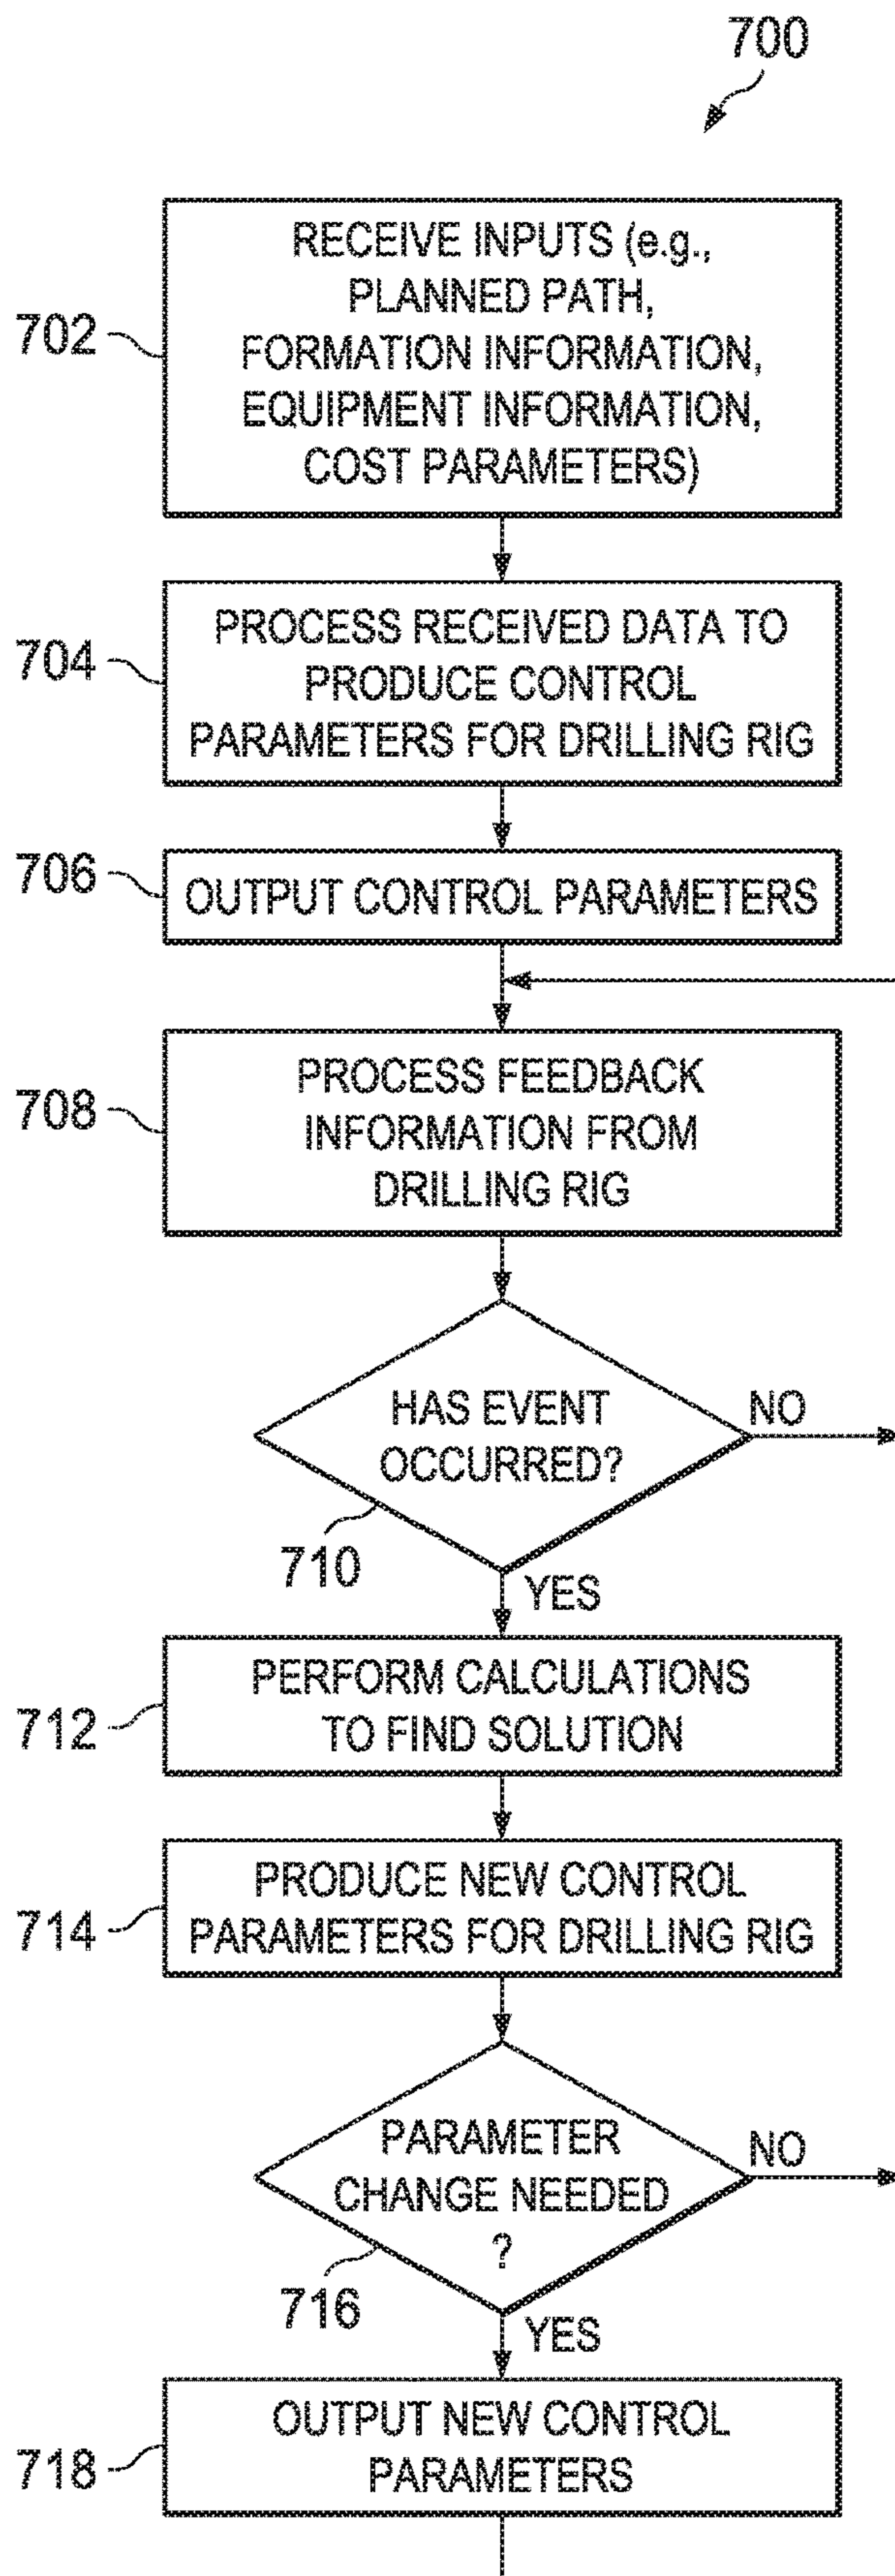 700
702
RECEIVE INPUTS (e.g.,
PLANNED PATH,
FORMATION INFORMATION,
EQUIPMENT INFORMATION,
COST PARAMETERS)
704
PROCESS RECEIVED DATA TO
PRODUCE CONTROL
PARAMETERS FOR DRILLING RIG
706
OUTPUT CONTROL PARAMETERS
708
PROCESS FEEDBACK
INFORMATION FROM
DRILLING RIG
HAS EVENT
OCCURRED?
NO
710
YES
712
PERFORM CALCULATIONS
TO FIND SOLUTION
714
PRODUCE NEW CONTROL
PARAMETERS FOR DRILLING RIG
PARAMETER
CHANGE NEEDED
?
NO
716
YES
718
OUTPUT NEW CONTROL
PARAMETERS